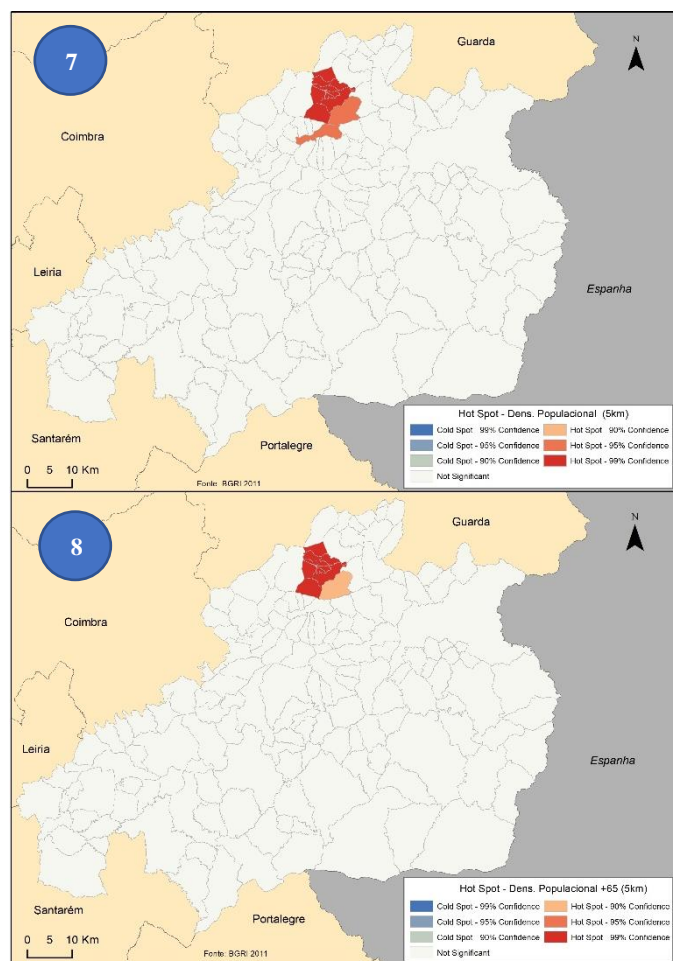 7
Guarda
N
Coimbra
Leiria
Espanha
Santarém
Portalegre
0 5 10 Km
Fonte: BGRI 2011
Hot Spot - Dens. Populacional (5km)
Cold Spot - 99% Confidence
Hot Spot - 90% Confidence
Cold Spot - 95% Confidence
Hot Spot - 95% Confidence
Cold Spot - 90% Confidence
Hot Spot - 99% Confidence
Not Significant
8
Guarda
N
Coimbra
Leiria
Espanha
Santarém
Portalegre
0 5 10 Km
Fonte: BGRI 2011
Hot Spot - Dens. Populacional +65 (5km)
Cold Spot - 99% Confidence
Hot Spot - 90% Confidence
Cold Spot - 95% Confidence
Hot Spot - 95% Confidence
Cold Spot - 90% Confidence
Hot Spot - 99% Confidence
Not Significant